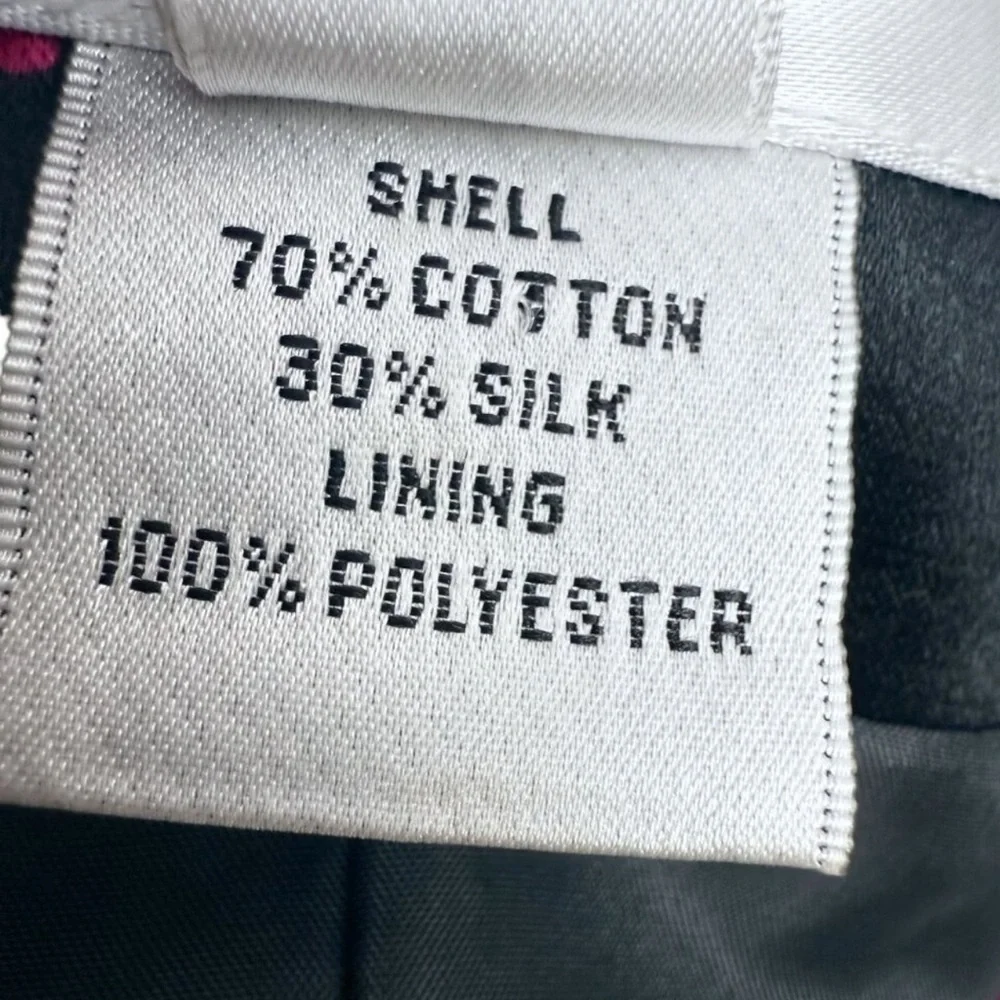 SHELL
70% COTTON
30% SILK
LINING
100% POLYESTER